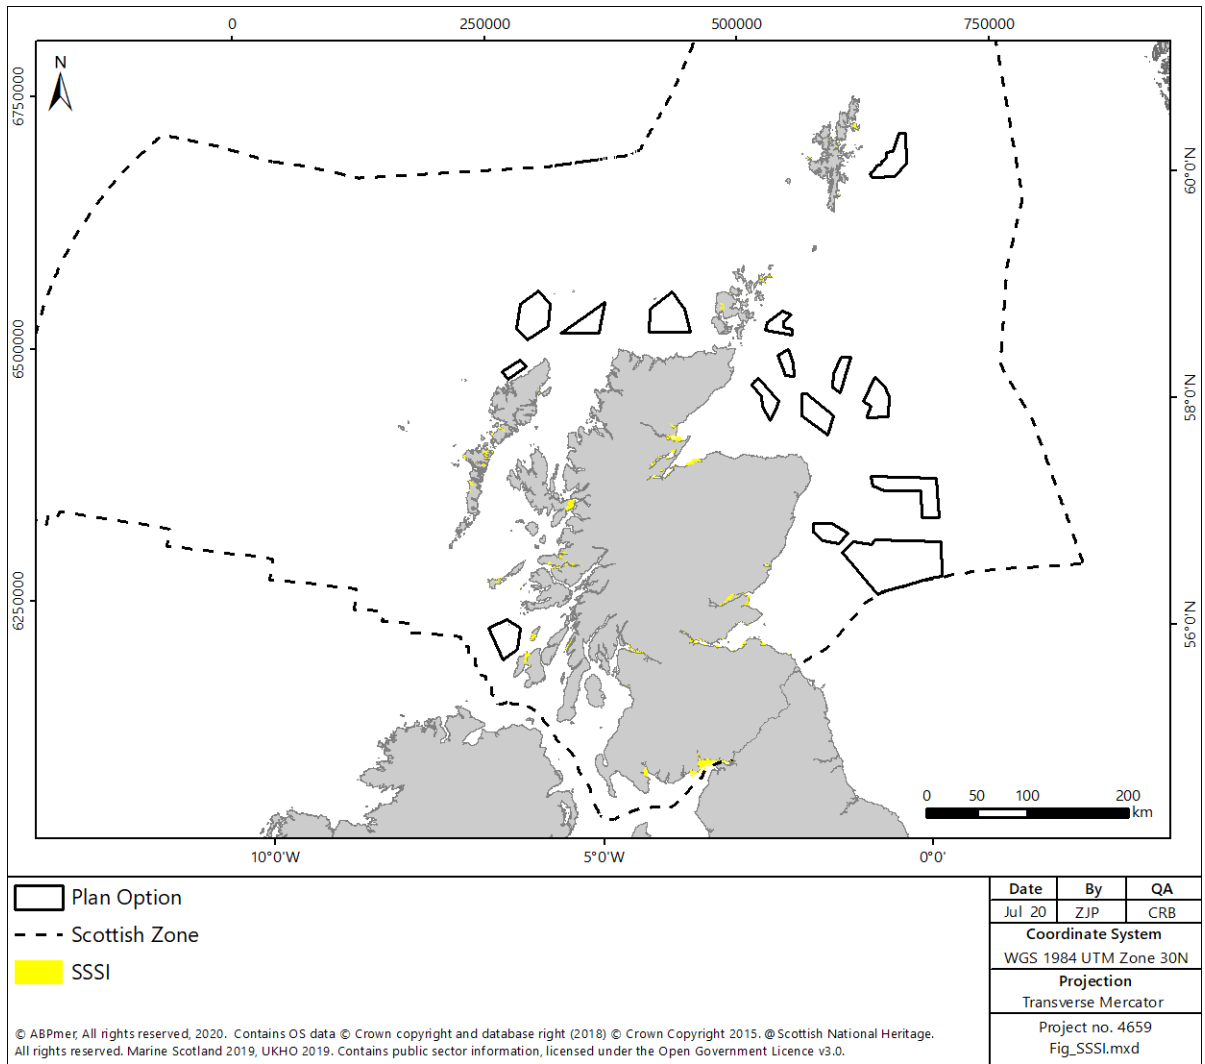 0 250000 500000 750000
N
6750000
6500000
6250000
60°0'N
58°0'N
56°0'N
0 50 100 200
km
10°0'W 5°0'W 0°0'
Plan Option
Scottish Zone
SSSI
Date By QA
Jul 20 ZJP CRB
Coordinate System
WGS 1984 UTM Zone 30N
Projection
Transverse Mercator
Project no. 4659
Fig_SSSI.mxd
© ABPmer, All rights reserved, 2020. Contains OS data © Crown copyright and database right (2018) © Crown Copyright 2015. @ Scottish National Heritage.
All rights reserved. Marine Scotland 2019, UKHO 2019. Contains public sector information, licensed under the Open Government Licence v3.0.